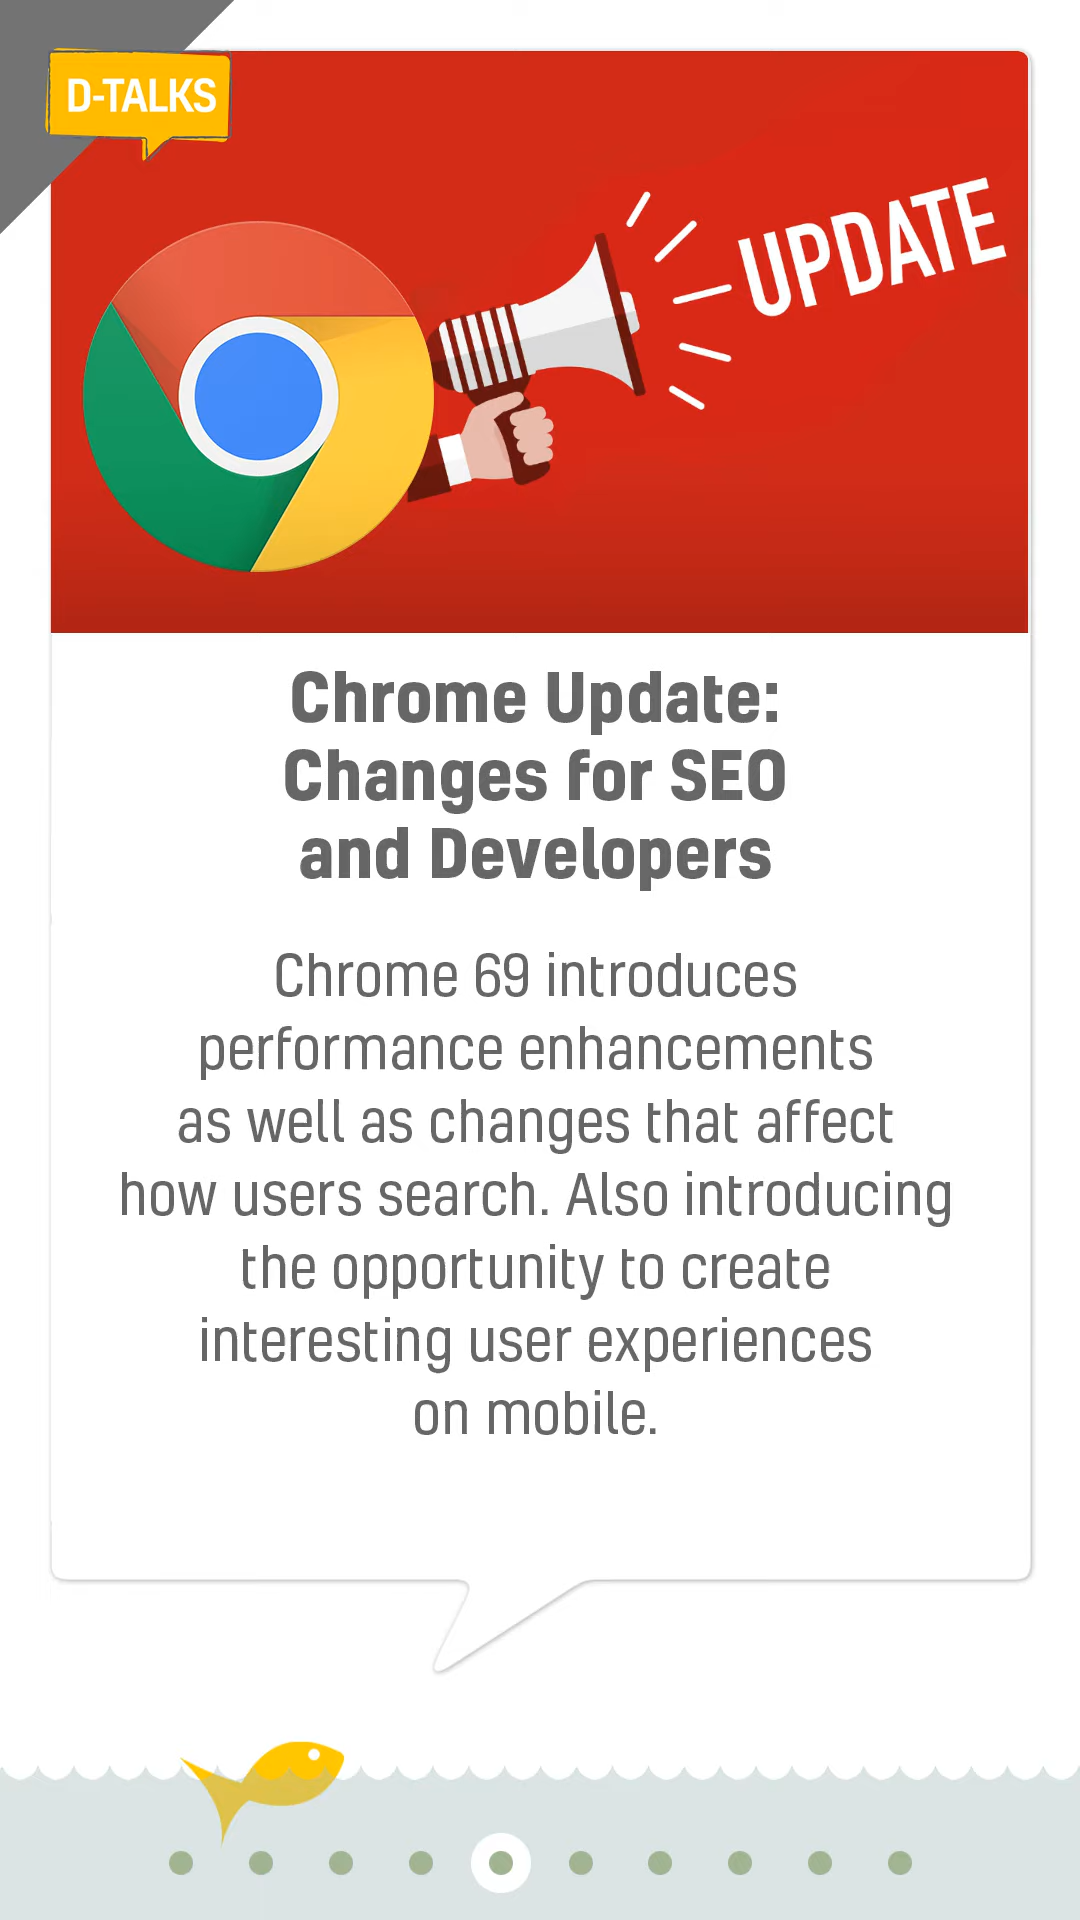 D-TALKS
UPDATE
Chrome Update:
Changes for SEO
and Developers
Chrome 69 introduces
performance enhancements
as well as changes that affect
how users search. Also introducing
the opportunity to create
interesting user experiences
on mobile.